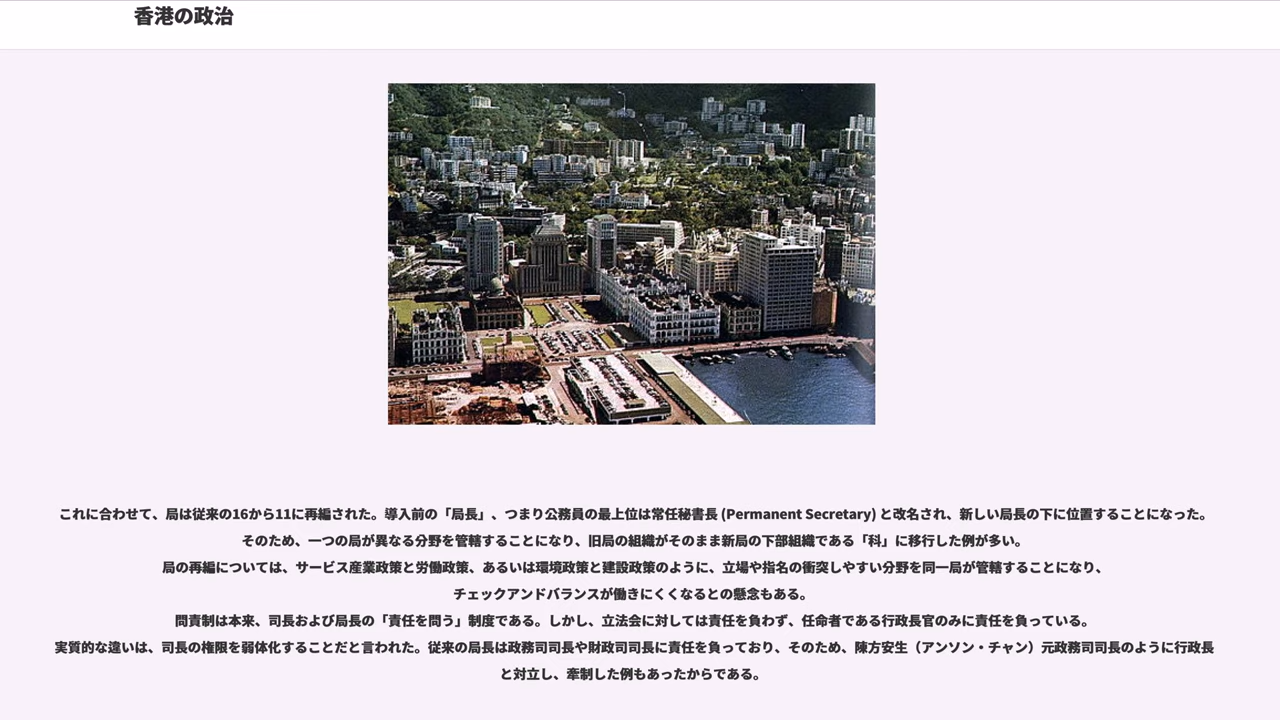 香港の政治
これに合わせて、局は従来の16から11に再編された。導入前の「局長」、つまり公務員の最上位は常任秘書長 (Permanent Secretary) と改名され、新しい局長の下に位置することになった。
そのため、一つの局が異なる分野を管轄することになり、旧局の組織がそのまま新局の下部組織である「科」に移行した例が多い。
局の再編については、サービス産業政策と労働政策、あるいは環境政策と建設政策のように、立場や指名の衝突しやすい分野を同一局が管轄することになり、
チェックアンドバランスが働きにくくなるとの懸念もある。
問責制は本来、司長および局長の「責任を問う」制度である。しかし、立法会に対しては責任を負わず、任命者である行政長官のみに責任を負っている。
実質的な違いは、司長の権限を弱体化することだと言われた。従来の局長は政務司司長や財政司司長に責任を負っており、そのため、陳方安生（アンソン・チャン）元政務司司長のように行政長
と対立し、牽制した例もあったからである。